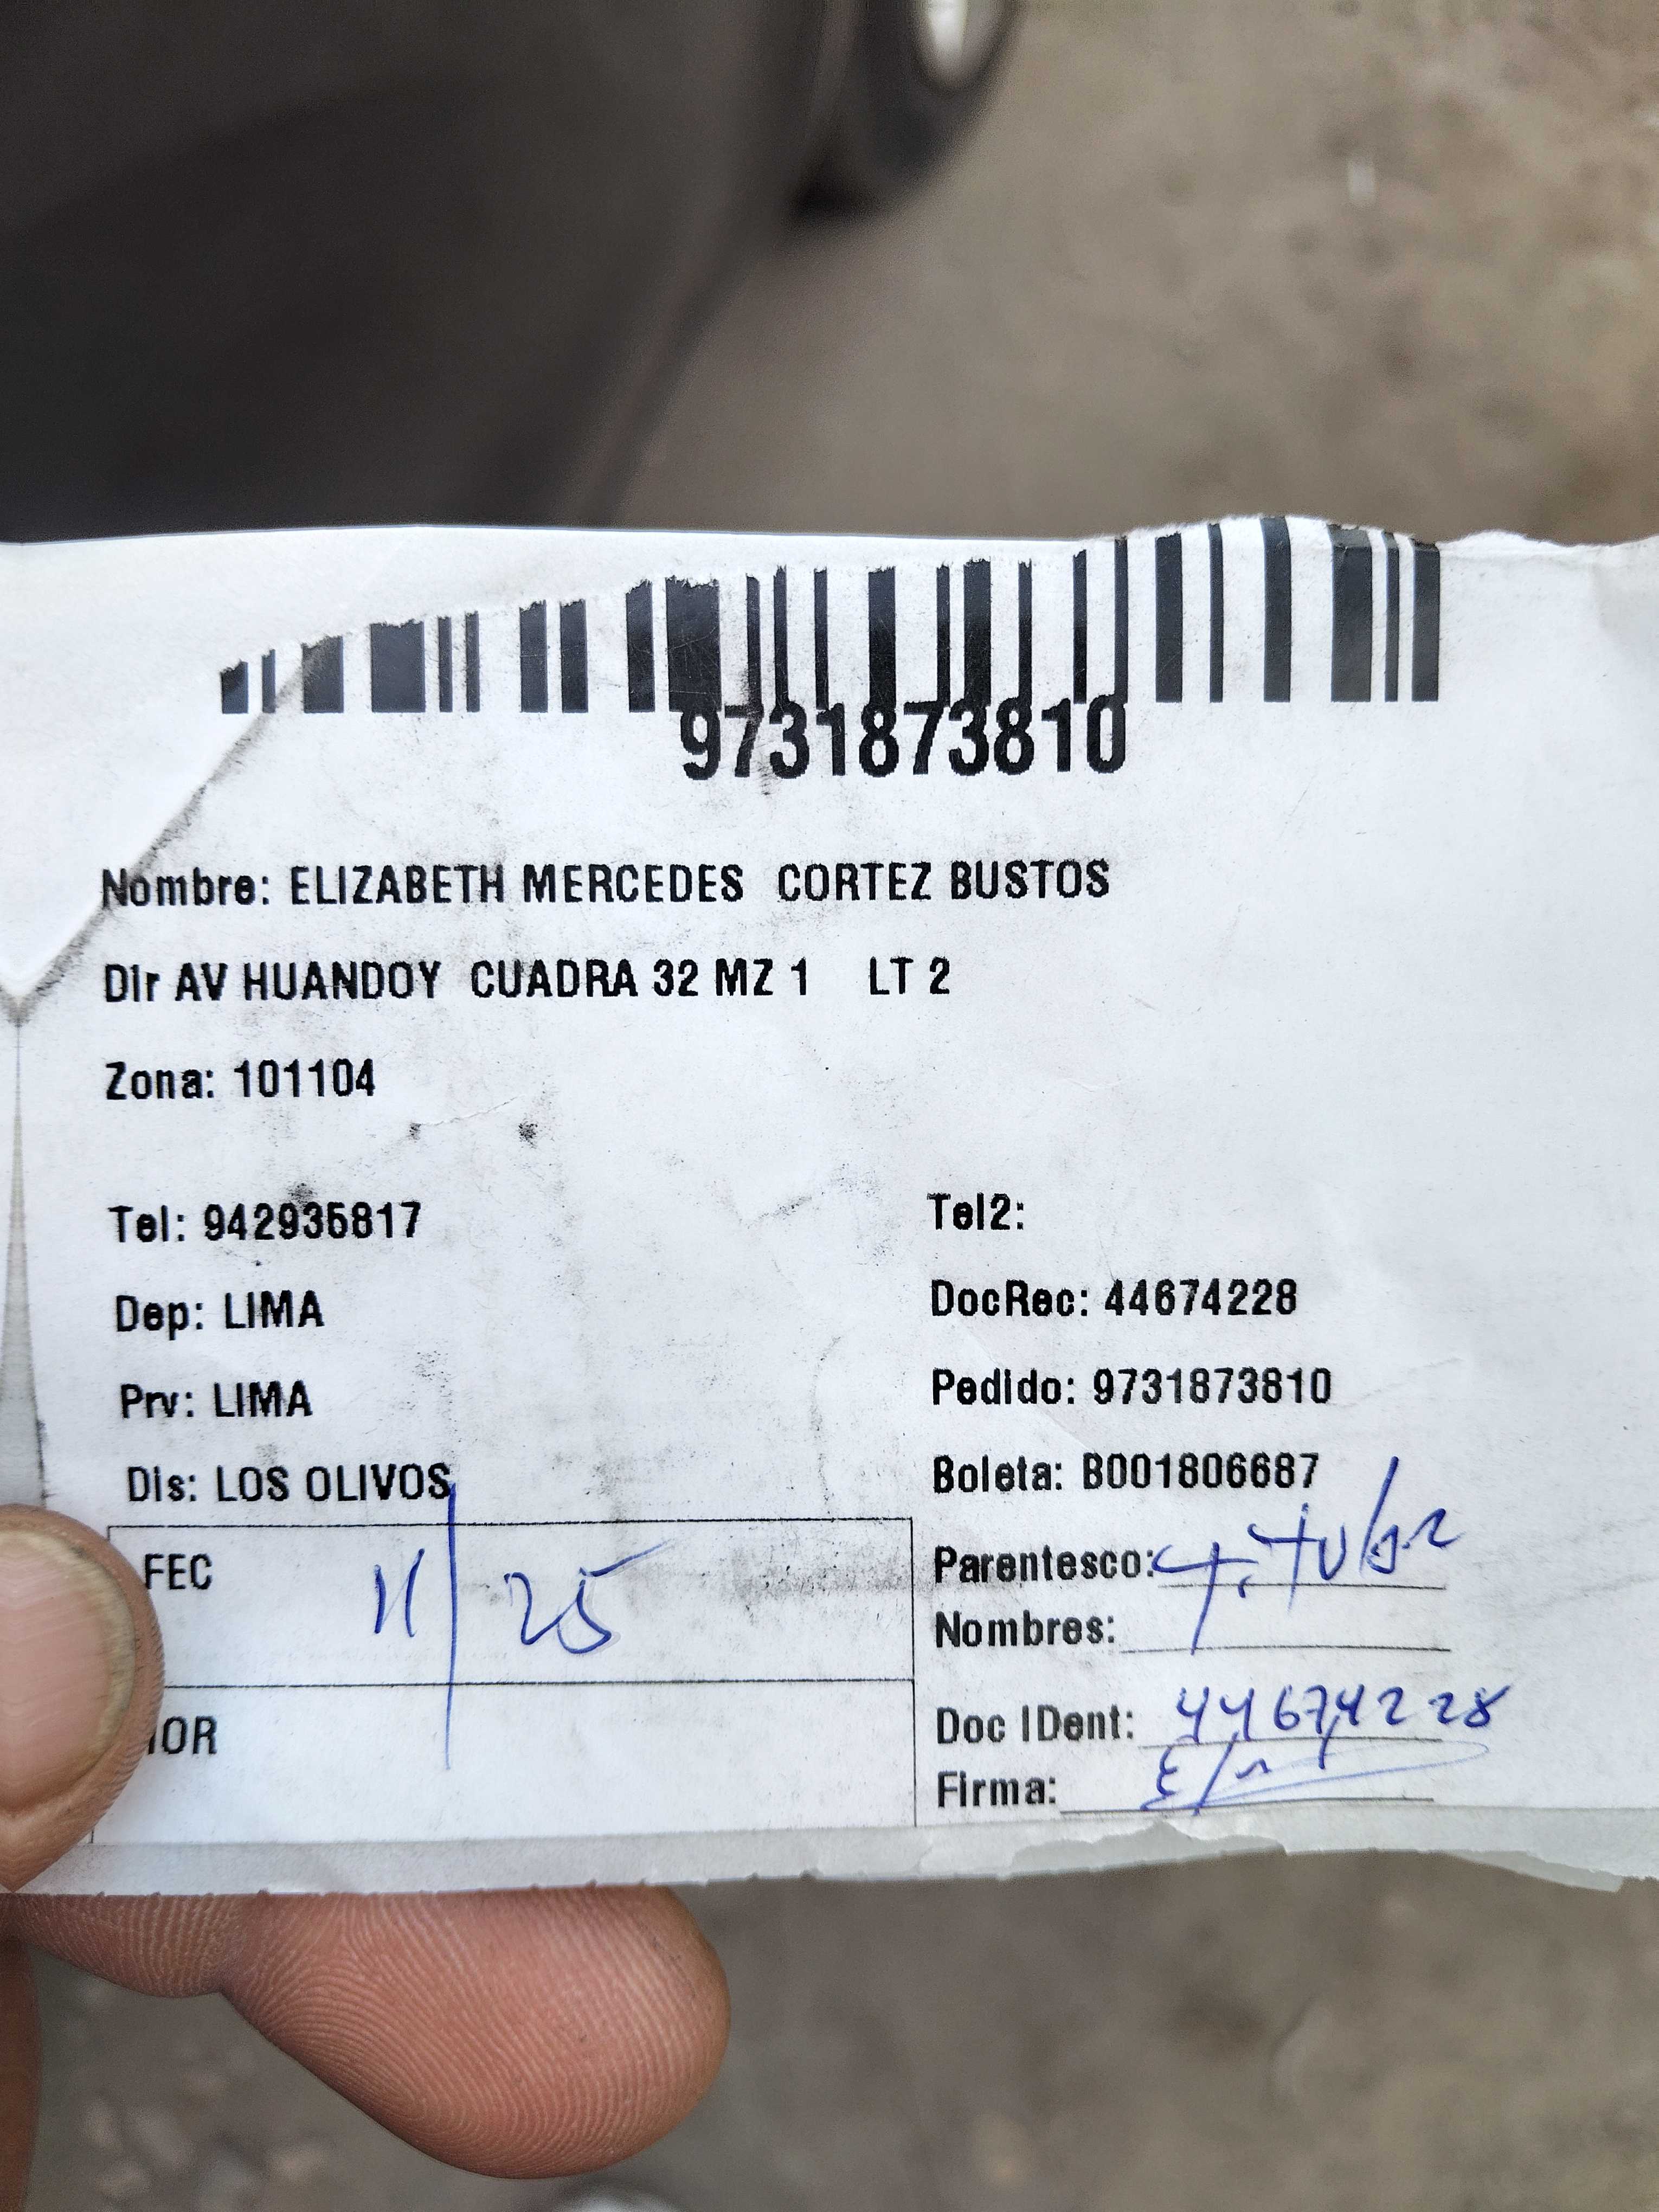 9731873810
Nombre: ELIZABETH MERCEDES CORTEZ BUSTOS
Dir AV HUANDOY CUADRA 32 MZ 1 LT 2
Zona: 101104
Tel: 942935817 Tel2:
Dep: LIMA DocRec: 44674228
Prv: LIMA Pedido: 9731873810
Dis: LOS OLIVOS Boleta: B001806687
FEC 11/25 Parentesco: T. Tulur
Nombres:
HOR Doc IDent: 44674228
Firma: